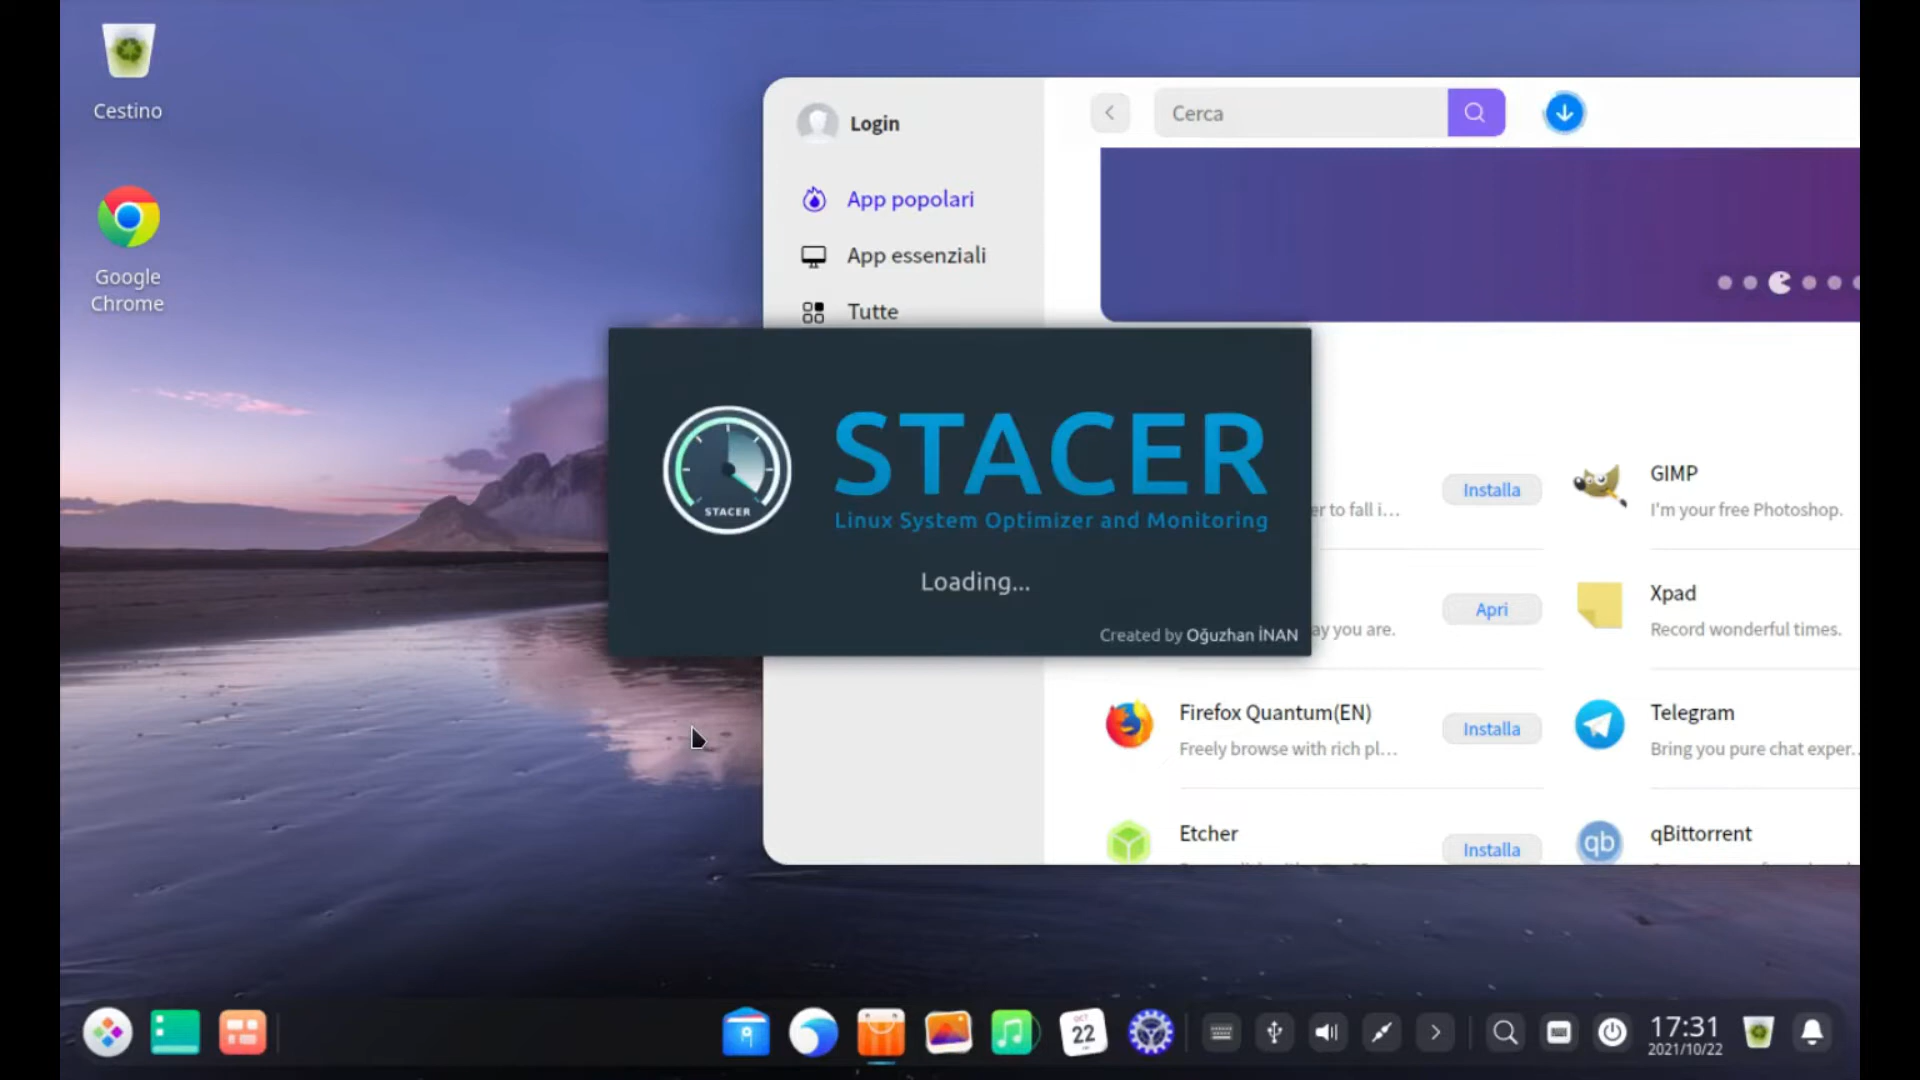 Cestino
Google
Chrome
Login
App popolari
App essenziali
Tutte
Cerca
STACER
STACER
Linux System Optimizer and Monitoring
Loading...
Created by Oğuzhan İNAN
er to fall i...
Installa
GIMP
I'm your free Photoshop.
ay you are.
Apri
Xpad
Record wonderful times.
Firefox Quantum(EN)
Freely browse with rich pl...
Installa
Telegram
Bring you pure chat exper...
Etcher
Installa
qb
qBittorrent
OCT
22
17:31
2021/10/22